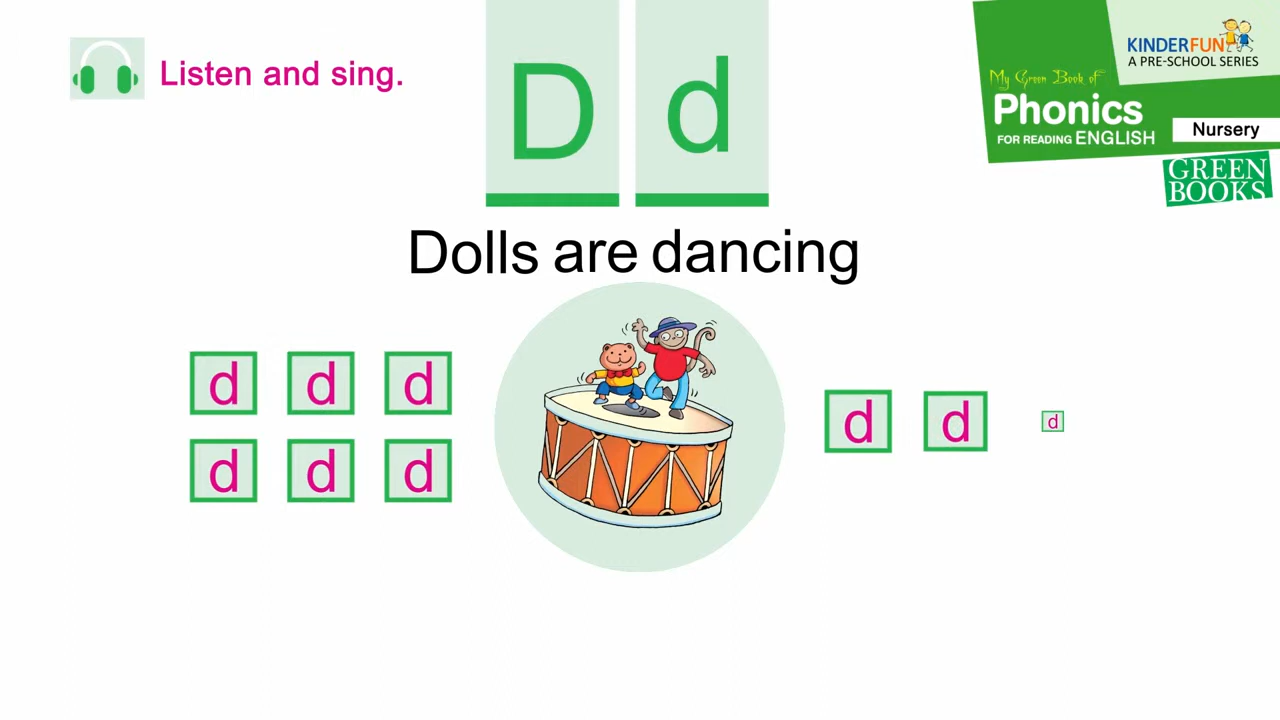 Listen and sing.
D d
KINDERFUN
A PRE-SCHOOL SERIES
My Green Book of
Phonics
FOR READING ENGLISH
Nursery
GREEN
BOOKS
Dolls are dancing
d d d
d d d
d d d